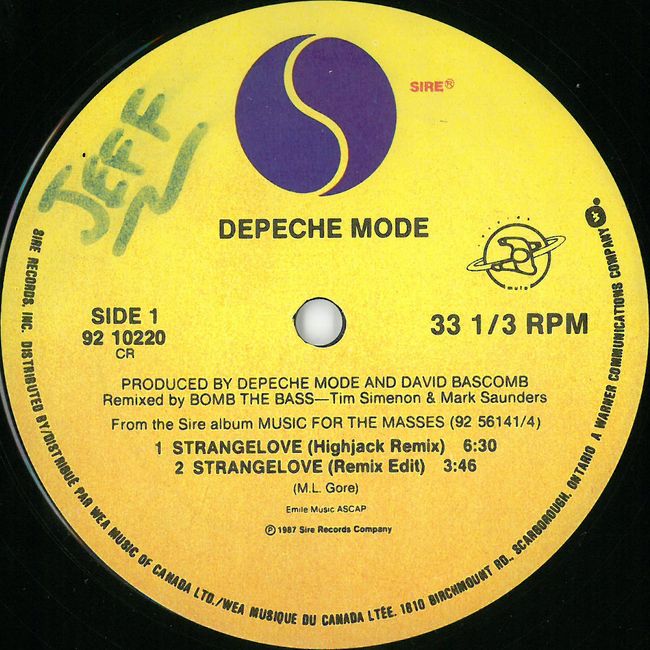 JEFF
SIRE®
DEPECHE MODE
mute
SIDE 1
92 10220
CR
33 1/3 RPM
PRODUCED BY DEPECHE MODE AND DAVID BASCOMB
Remixed by BOMB THE BASS—Tim Simenon & Mark Saunders
From the Sire album MUSIC FOR THE MASSES (92 56141/4)
1 STRANGELOVE (Highjack Remix) 6:30
2 STRANGELOVE (Remix Edit) 3:46
(M.L. Gore)
Emile Music ASCAP
℗ 1987 Sire Records Company
SIRE RECORDS, INC. DISTRIBUTED BY/DISTRIBUÉ PAR WEA MUSIC OF CANADA LTD./WEA MUSIQUE DU CANADA LTÉE. 1810 BIRCHMOUNT RD., SCARBOROUGH, ONTARIO A WARNER COMMUNICATIONS COMPANY